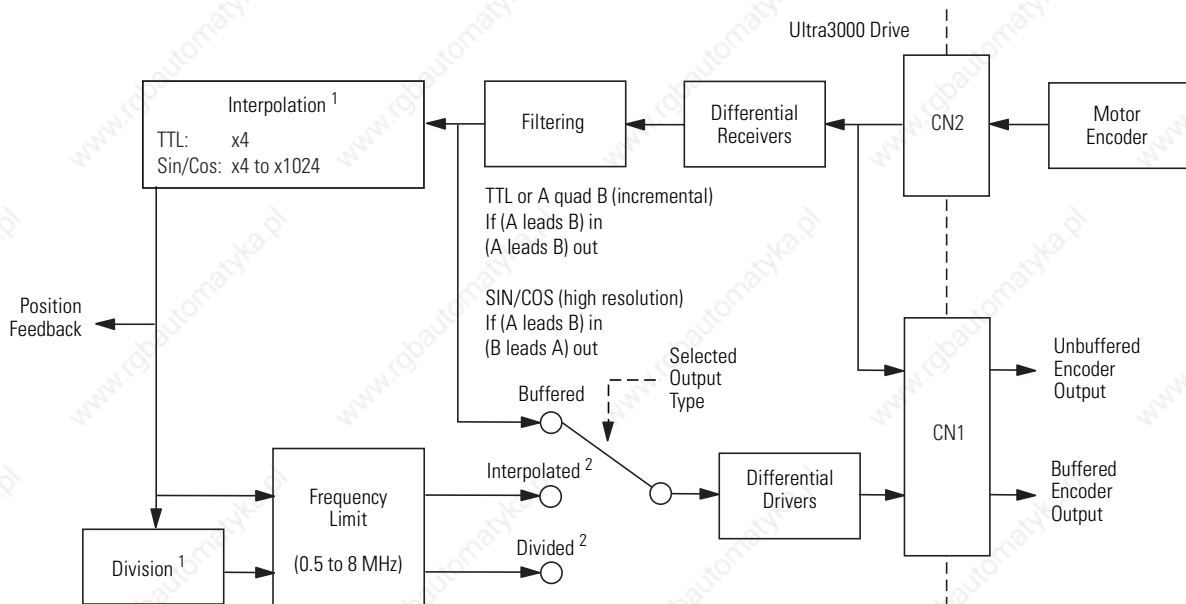 Ultra3000 Drive
Interpolation 1
TTL: x4
Sin/Cos: x4 to x1024
Filtering
Differential
Receivers
CN2
Motor
Encoder
TTL or A quad B (incremental)
If (A leads B) in
(A leads B) out
SIN/COS (high resolution)
If (A leads B) in
(B leads A) out
Position
Feedback
Selected
Output
Type
Unbuffered
Encoder
Output
Buffered
CN1
Interpolated 2
Differential
Drivers
Buffered
Encoder
Output
Frequency
Limit
(0.5 to 8 MHz)
Divided 2
Division 1
www.rgbautomatyka.pl